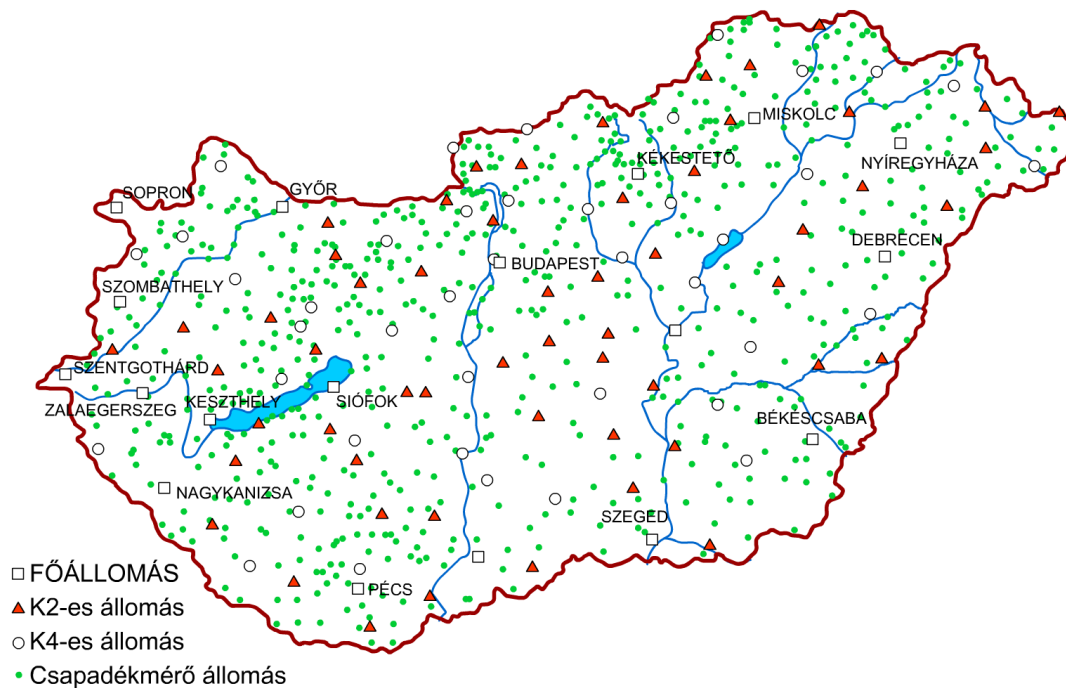 MISKOLC
KÉKESTETŐ
NYÍREGYHÁZA
SOPRON
GYŐR
DEBRECEN
BUDAPEST
SZOMBATHELY
SZENTGOTHÁRD
ZALAEGERSZEG
KESZTHELY
SIÓFOK
BÉKÉSCSABA
NAGYKANIZSA
SZEGED
PÉCS
FŐÁLLOMÁS
K2-es állomás
K4-es állomás
Csapadékmérő állomás